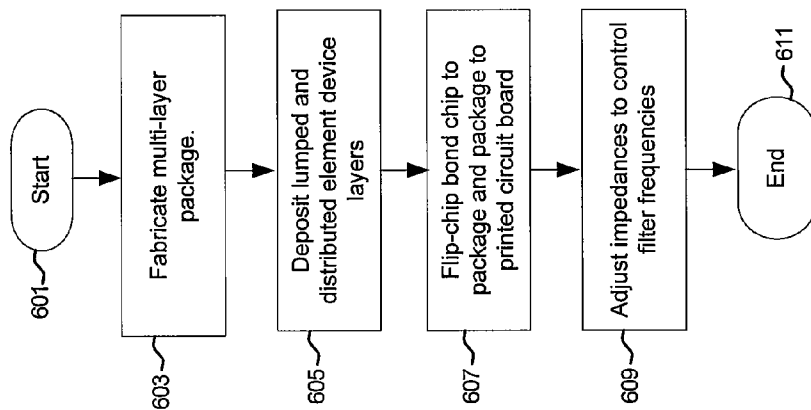 601
Start
603
Fabricate multi-layer
package.
605
Deposit lumped and
distributed element device
layers
607
Flip-chip bond chip to
package and package to
printed circuit board
609
Adjust impedances to control
filter frequencies
611
End